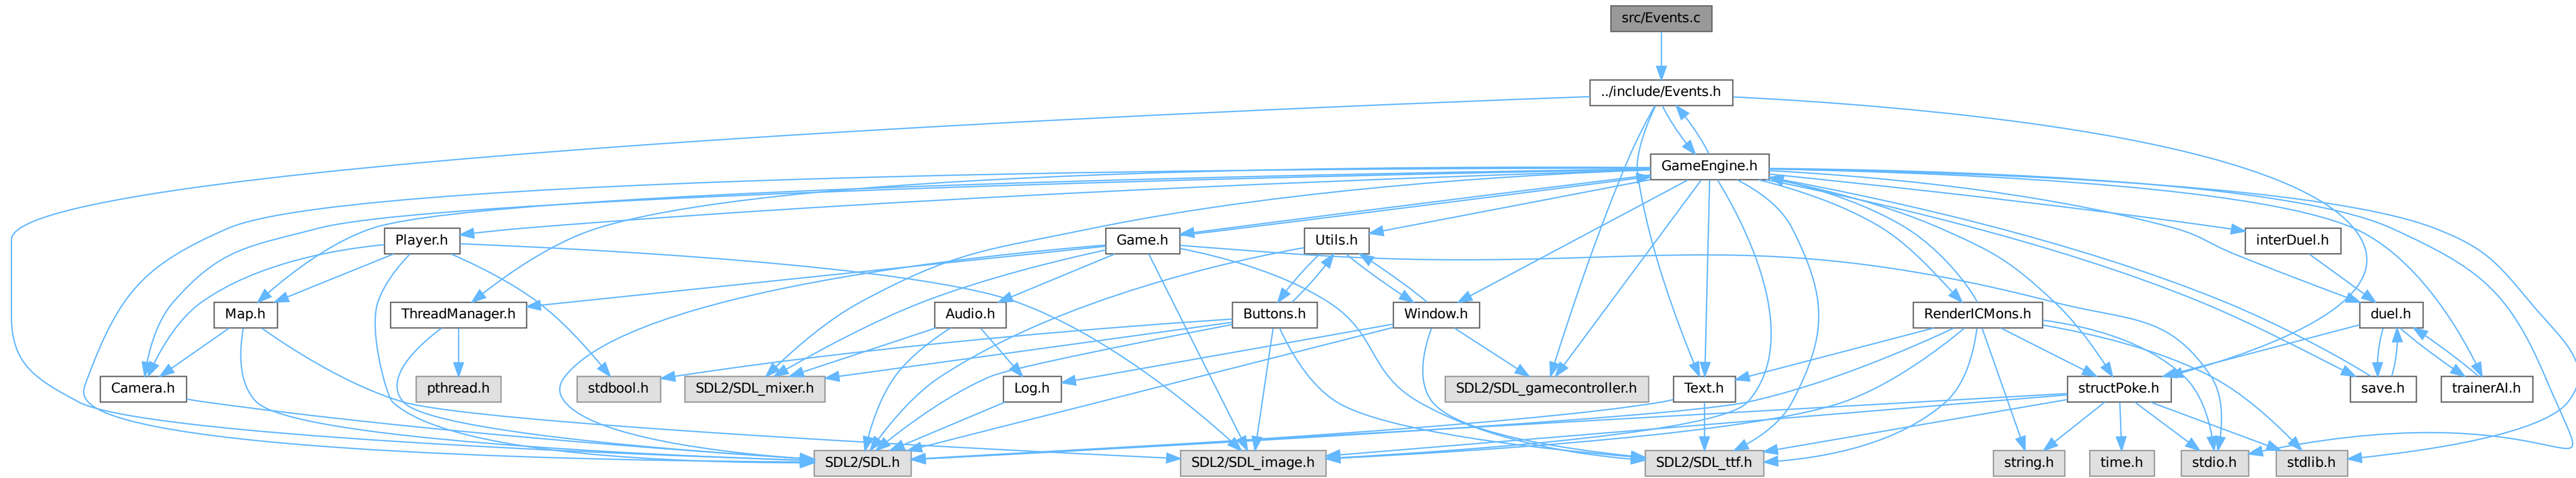 src/Events.c
../include/Events.h
GameEngine.h
Player.h
Game.h
Utils.h
interDuel.h
Map.h
ThreadManager.h
Audio.h
Buttons.h
Window.h
RenderICMons.h
duel.h
Camera.h
pthread.h
stdbool.h
SDL2/SDL_mixer.h
Log.h
SDL2/SDL_gamecontroller.h
Text.h
structPoke.h
save.h
trainerAI.h
SDL2/SDL.h
SDL2/SDL_image.h
SDL2/SDL_ttf.h
string.h
time.h
stdio.h
stdlib.h